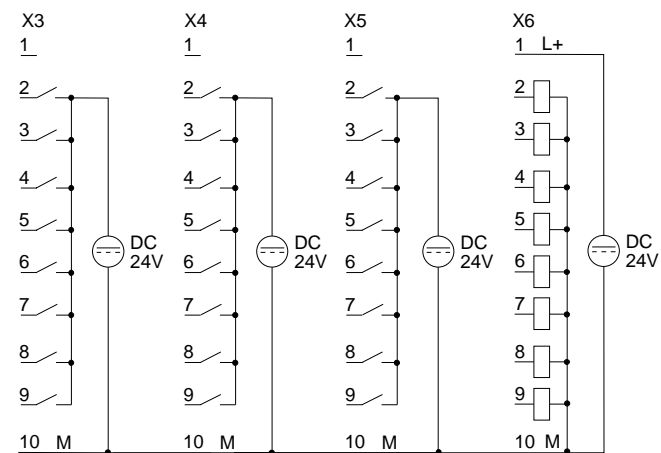 X3 X4 X5 X6
1 1 1 1 L+
2 2 2 2
3 3 3 3
4 4 4 4
5 5 5 5
DC DC DC DC
6 24V 6 24V 6 24V 6 24V
7 7 7 7
8 8 8 8
9 9 9 9
10 M 10 M 10 M 10 M